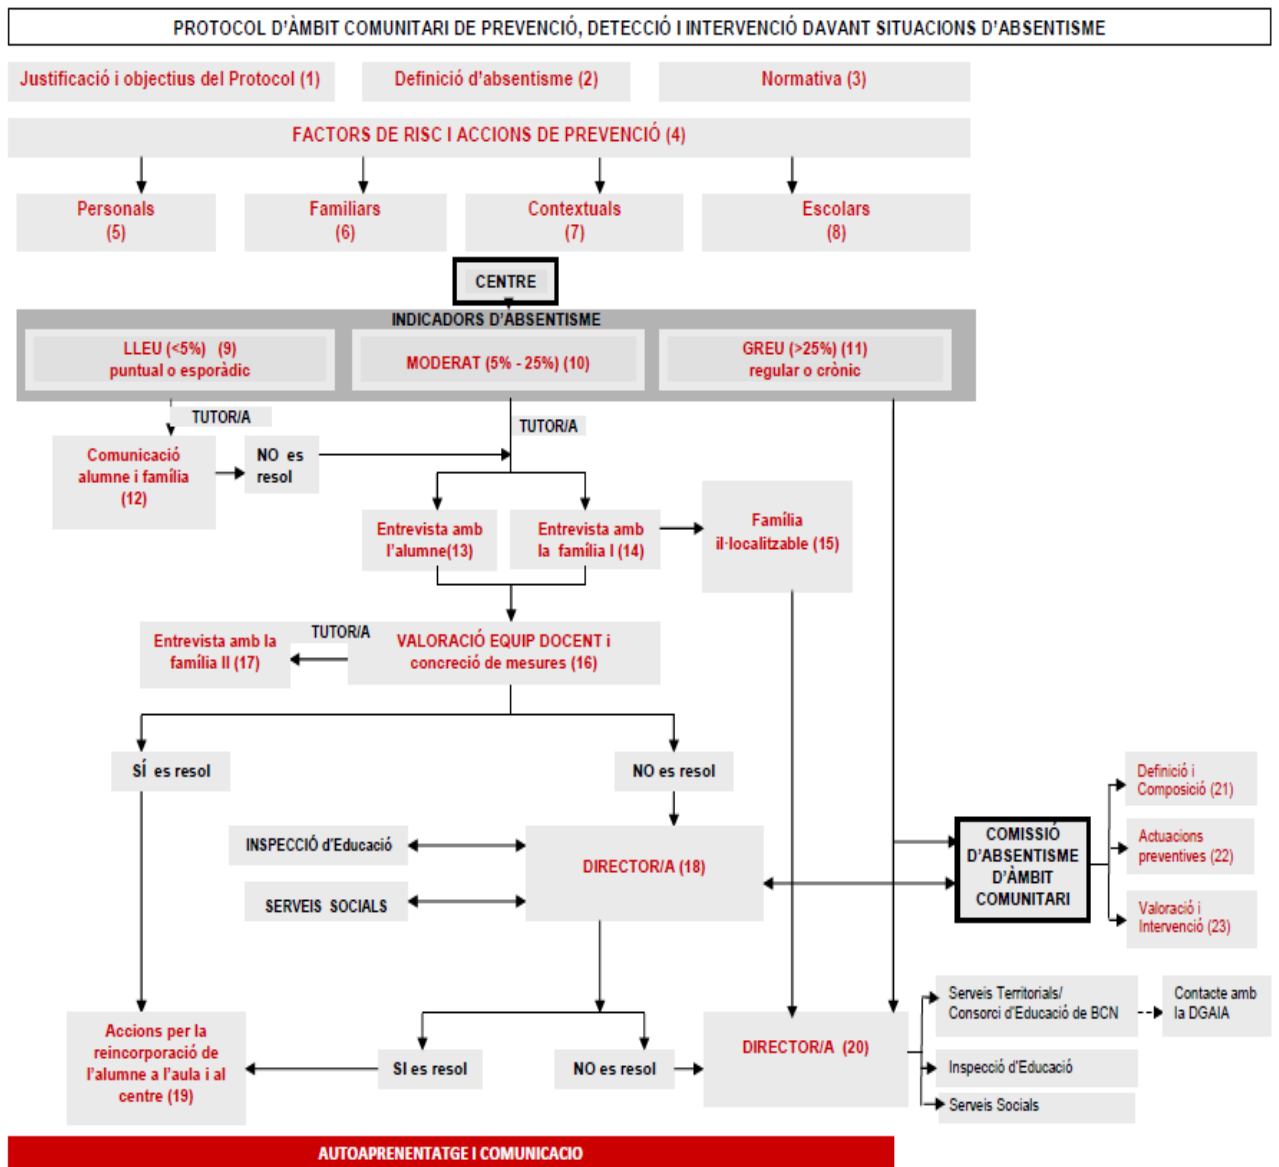 PROTOCOL D'ÀMBIT COMUNITARI DE PREVENCIÓ, DETECCIÓ I INTERVENCIÓ DAVANT SITUACIONS D'ABSENTISME
Justificació i objectius del Protocol (1)
Definició d'absentisme (2)
Normativa (3)
FACTORS DE RISC I ACCIONS DE PREVENCIÓ (4)
Personals
(5)
Familiars
(6)
Contextuals
(7)
Escolars
(8)
CENTRE
INDICADORS D'ABSENTISME
LLEU (<5%) (9)
puntual o esporàdic
MODERAT (5% - 25%) (10)
GREU (>25%) (11)
regular o crònic
TUTOR/A
TUTOR/A
Comunicació
alumne i família
(12)
NO es
resol
Entrevista amb
l'alumne(13)
Entrevista amb
la família I (14)
Família
il·localitzable (15)
Entrevista amb la
família II (17)
TUTOR/A
VALORACIÓ EQUIP DOCENT i
concreció de mesures (16)
SÍ es resol
NO es resol
INSPECCIÓ d'Educació
SERVEIS SOCIALS
DIRECTOR/A (18)
COMISSIÓ
D'ABSENTISME
D'ÀMBIT
COMUNITARI
Definició i
Composició (21)
Actuacions
preventives (22)
Valoració i
Intervenció (23)
Accions per la
reincorporació de
l'alumne a l'aula i al
centre (19)
SI es resol
NO es resol
DIRECTOR/A (20)
Serveis Territorials/
Consorci d'Educació de BCN
Contacte amb
la DGAIA
Inspecció d'Educació
Serveis Socials
AUTOAPRENENTATGE I COMUNICACIO